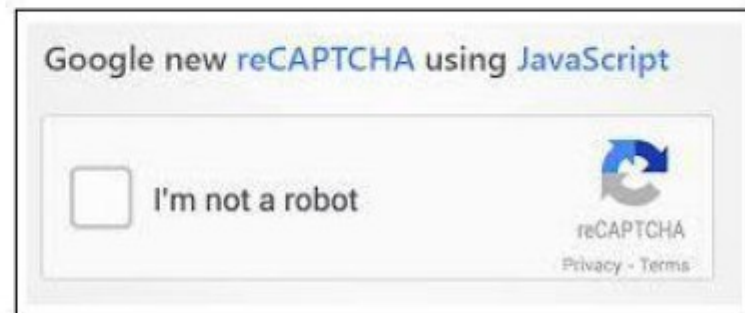 Google new reCAPTCHA using JavaScript
I'm not a robot
reCAPTCHA
Privacy - Terms